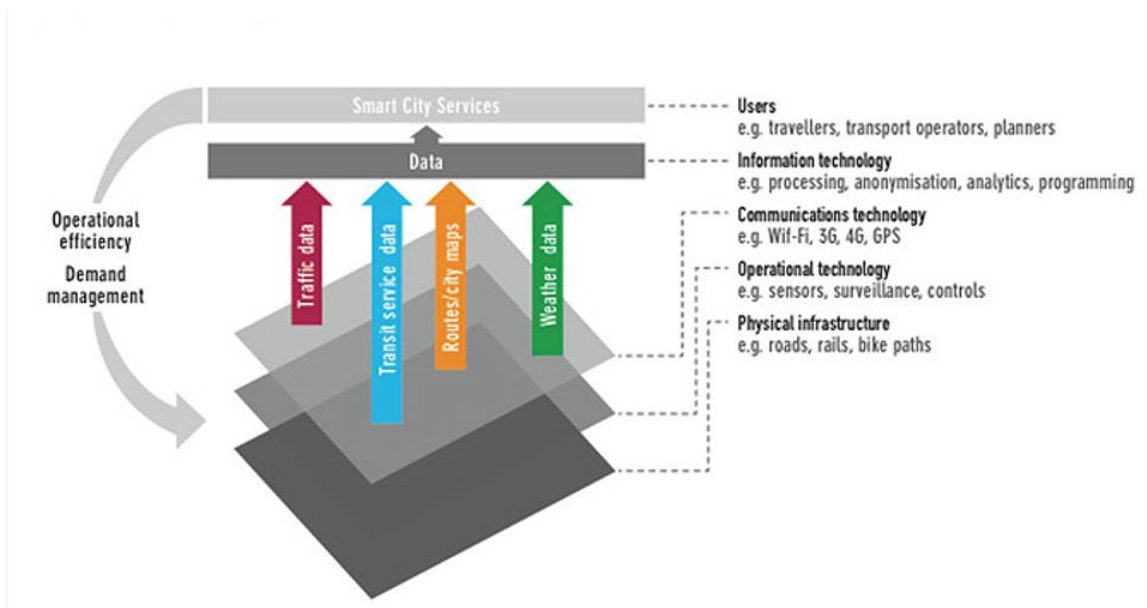 Smart City Services
Data
Operational
efficiency
Demand
management
Traffic data
Transit service data
Routes/city maps
Weather data
Users
e.g. travellers, transport operators, planners
Information technology
e.g. processing, anonymisation, analytics, programming
Communications technology
e.g. Wif-Fi, 3G, 4G, GPS
Operational technology
e.g. sensors, surveillance, controls
Physical infrastructure
e.g. roads, rails, bike paths